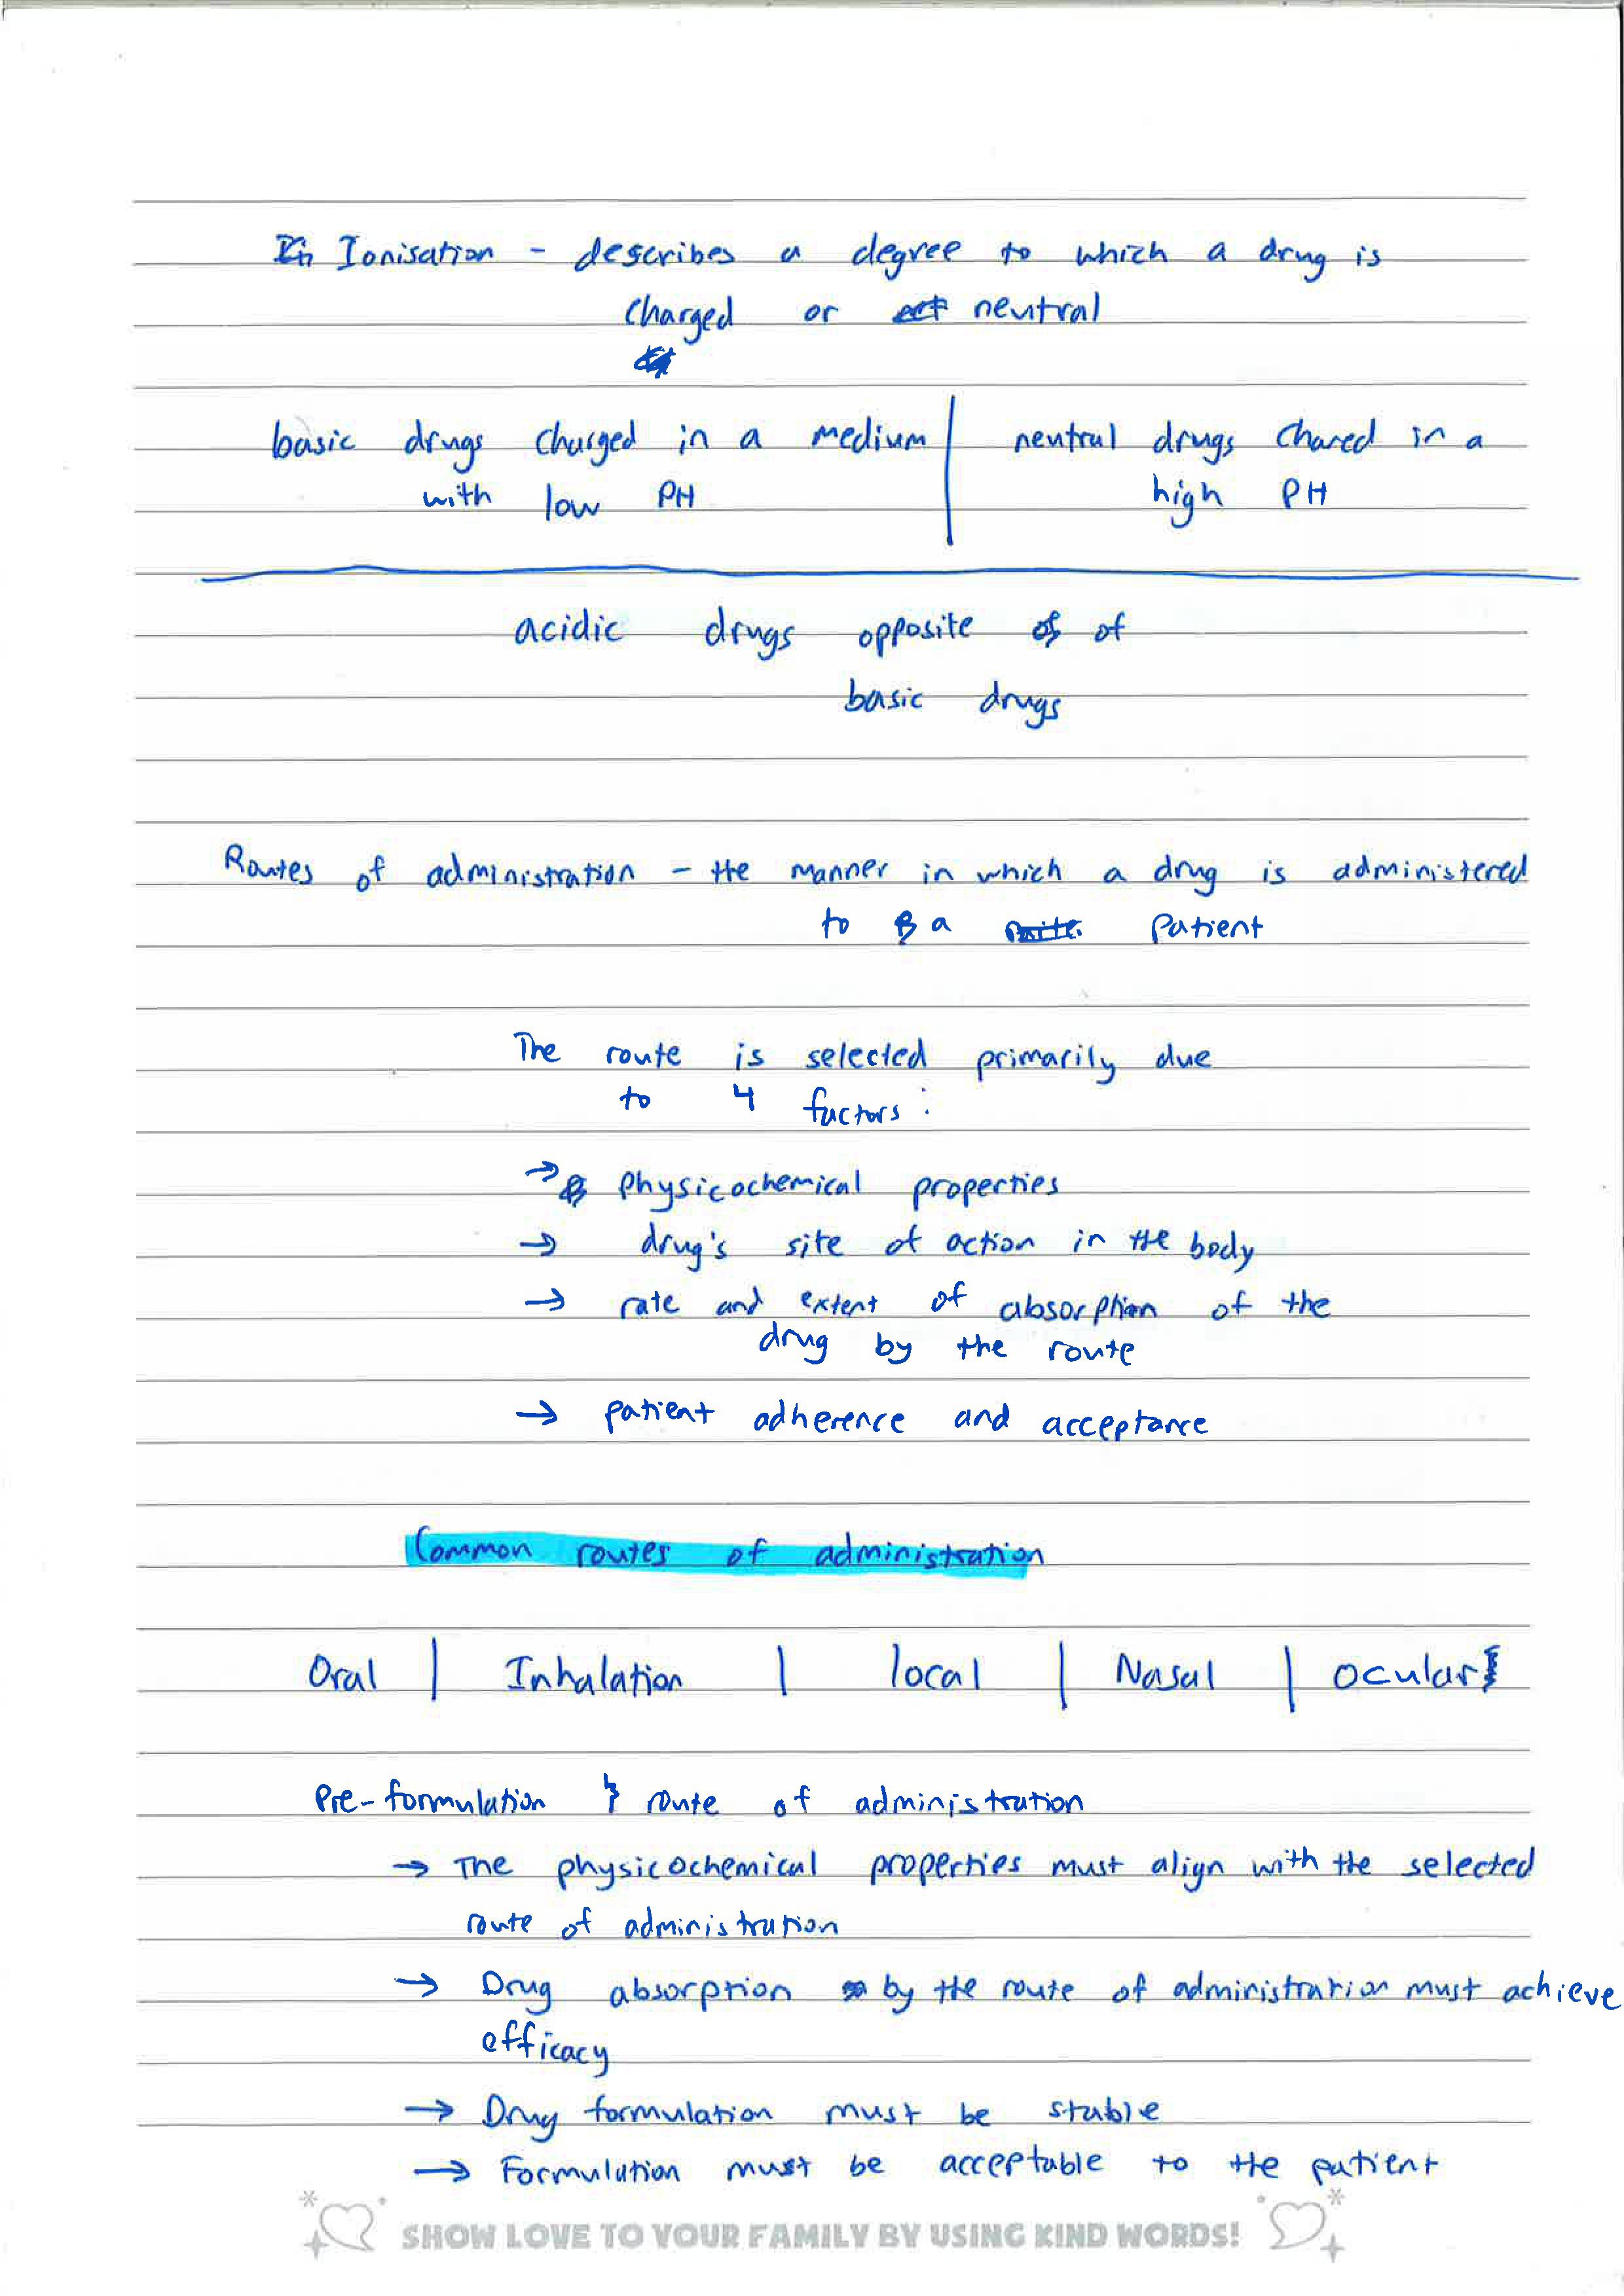 Ionisation - describes a degree to which a drug is
charged or neutral
basic drugs charged in a medium | neutral drugs chared in a
with low PH | high PH
acidic drugs opposite of
basic drugs
Routes of administration - the manner in which a drug is administered
to a patient
The route is selected primarily due
to 4 factors:
→ Physicochemical properties
→ drug's site of action in the body
→ rate and extent of absorption of the
drug by the route
→ patient adherence and acceptance
Common routes of administration
Oral | Inhalation | local | Nasal | ocular
Pre-formulation & route of administration
→ The physicochemical properties must align with the selected
route of administration
→ Drug absorption by the route of administration must achieve
efficacy
→ Drug formulation must be stable
→ Formulation must be acceptable to the patient
SHOW LOVE TO YOUR FAMILY BY USING KIND WORDS!